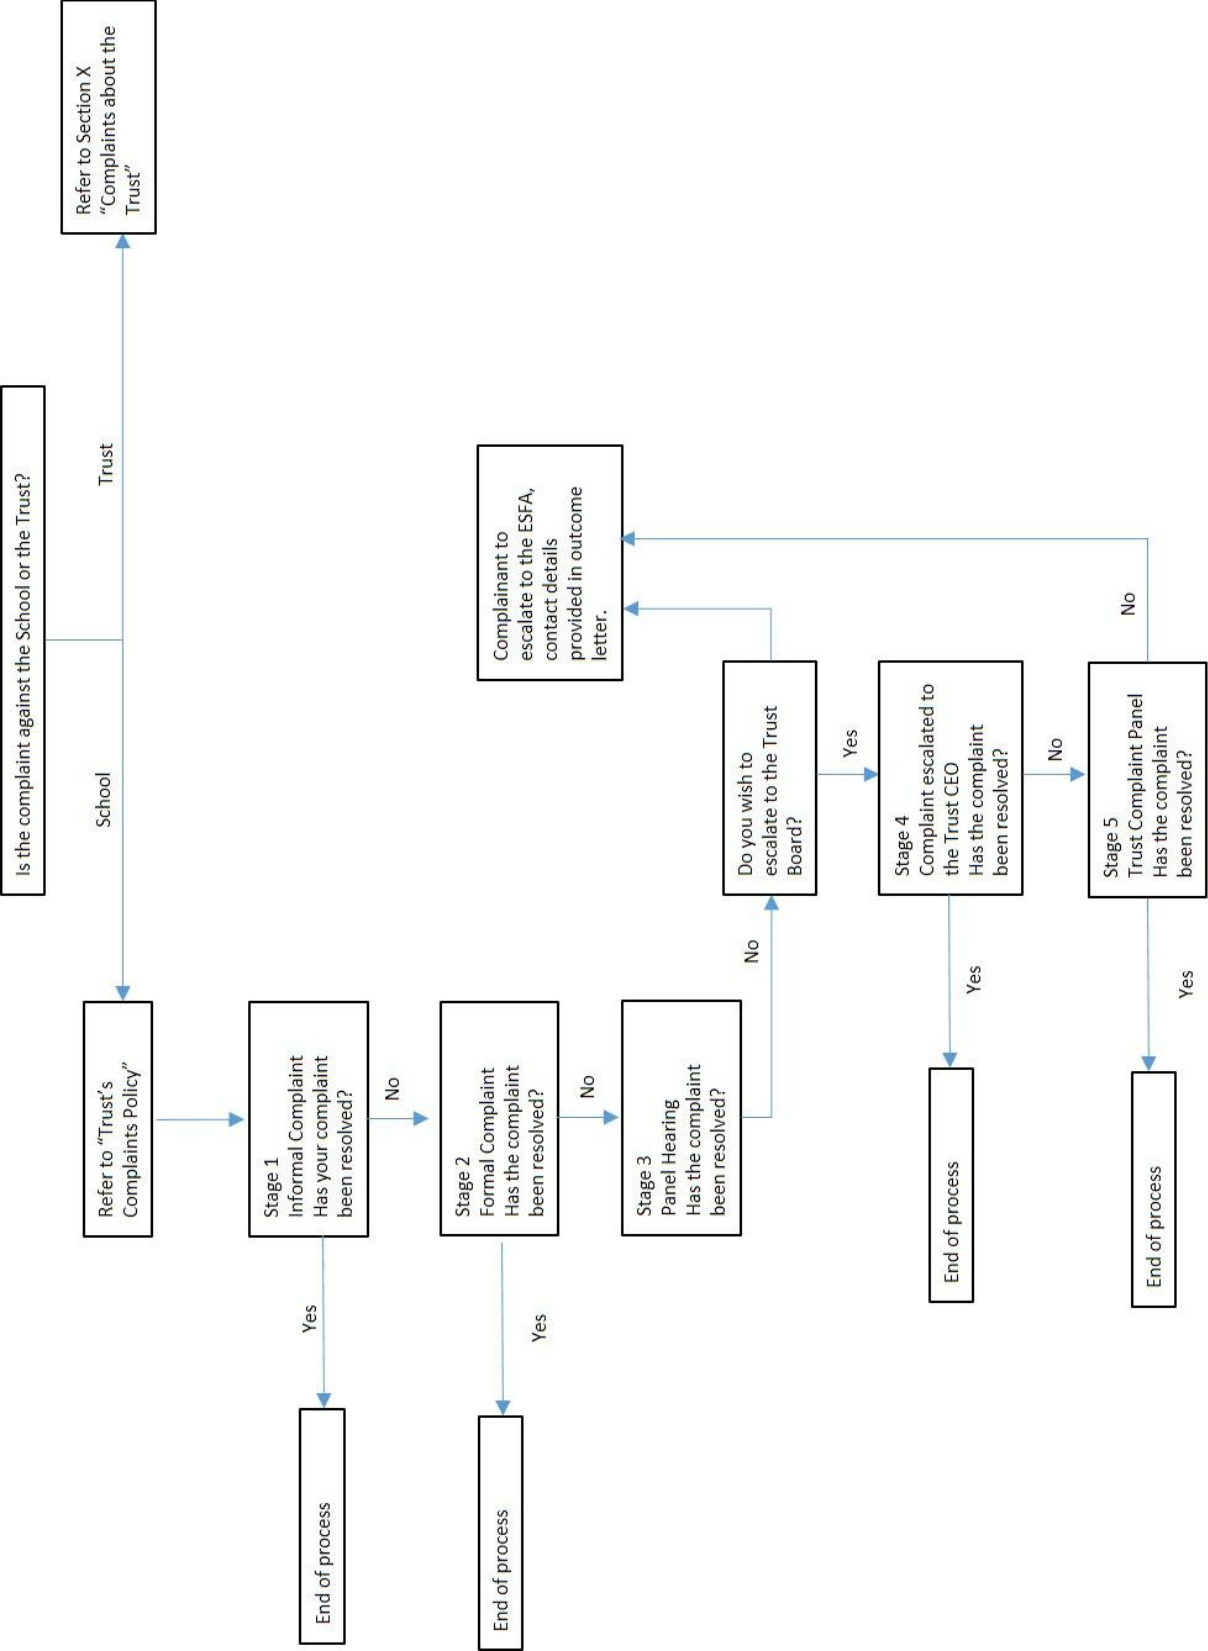 Is the complaint against the School or the Trust?
School
Trust
Refer to "Trust's
Complaints Policy"
Refer to Section X
“Complaints about the
Trust”
Stage 1
Informal Complaint
Has your complaint
been resolved?
Yes
End of process
No
Stage 2
Formal Complaint
Has the complaint
been resolved?
Yes
End of process
No
Stage 3
Panel Hearing
Has the complaint
been resolved?
No
Do you wish to
escalate to the Trust
Board?
Complainant to
escalate to the ESFA,
contact details
provided in outcome
letter.
Yes
Stage 4
Complaint escalated to
the Trust CEO
Has the complaint
been resolved?
Yes
End of process
No
Stage 5
Trust Complaint Panel
Has the complaint
been resolved?
Yes
End of process
No